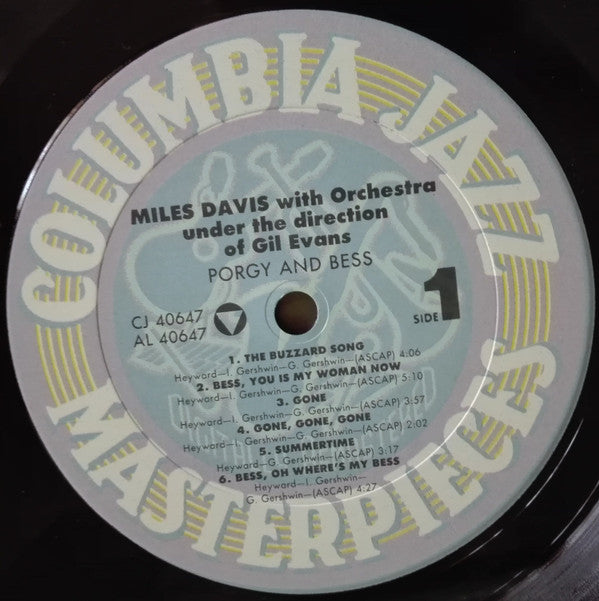 COLUMBIA JAZZ
MASTERPIECES
MILES DAVIS with Orchestra
under the direction
of Gil Evans
PORGY AND BESS
CJ 40647
AL 40647
SIDE 1
1. THE BUZZARD SONG
Heyward—I. Gershwin—G. Gershwin—(ASCAP) 4:06
2. BESS, YOU IS MY WOMAN NOW
Heyward—I. Gershwin—G. Gershwin—(ASCAP) 5:10
3. GONE
G. Gershwin—(ASCAP) 3:57
4. GONE, GONE, GONE
Heyward—I. Gershwin—G. Gershwin—(ASCAP) 2:02
5. SUMMERTIME
Heyward—G. Gershwin—(ASCAP) 3:17
6. BESS, OH WHERE'S MY BESS
Heyward—I. Gershwin—
G. Gershwin—(ASCAP) 4:27